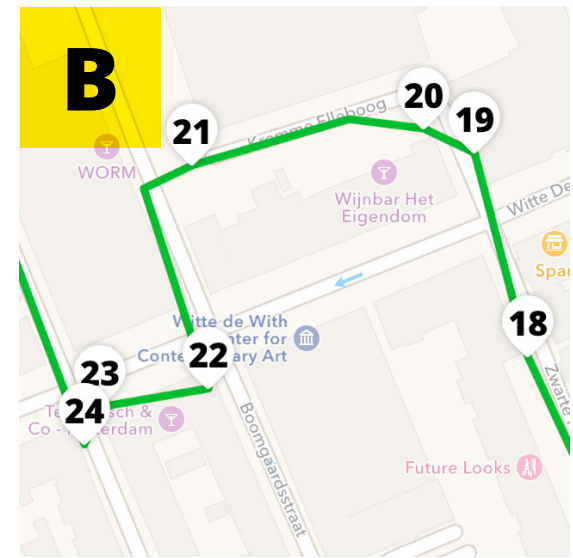 B
20
19
21
Kromme Elleboog
WORM
Wijnbar Het
Eigendom
Witte De
Spar
18
Witte de With
Center for
Contemporary Art
22
23
24
Co - Rotterdam
Zwarte
Boomgaardsstraat
Future Looks